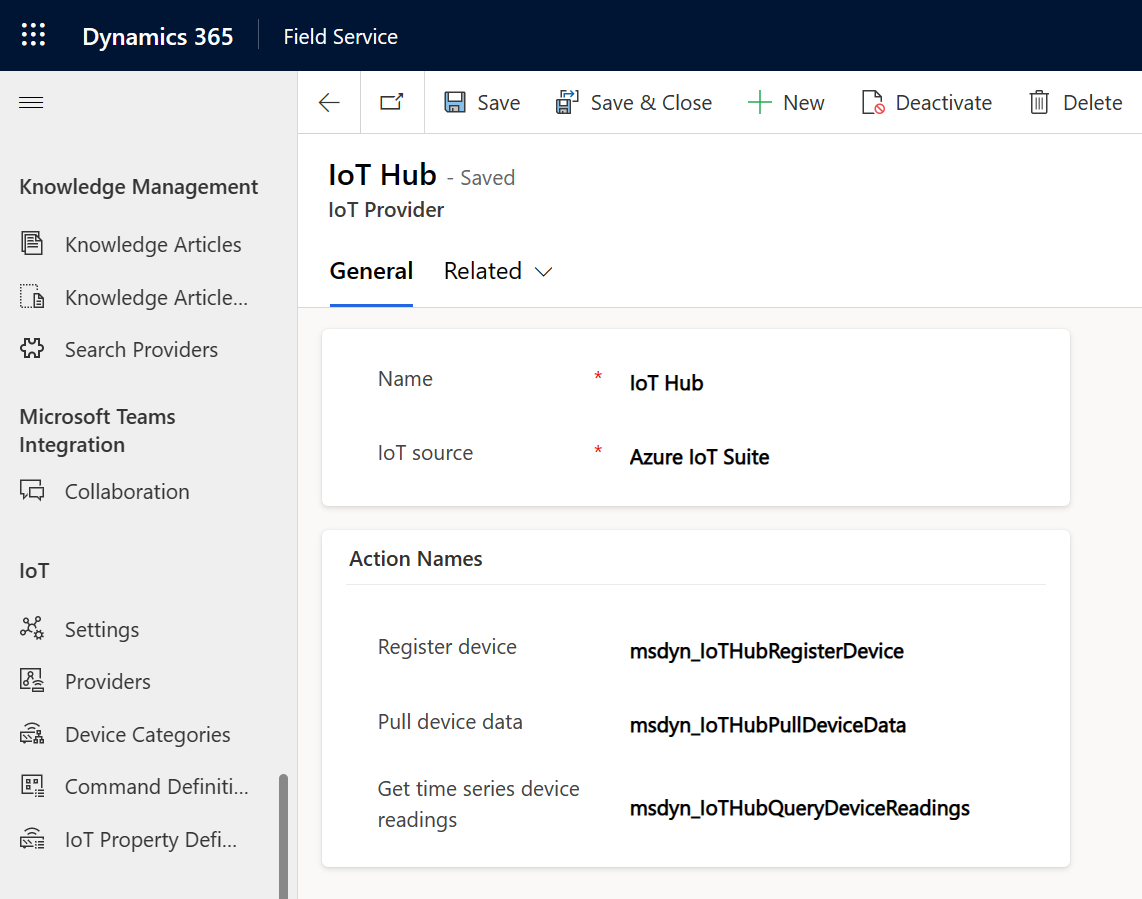 Dynamics 365 Field Service
Save Save & Close New Deactivate Delete
IoT Hub - Saved
IoT Provider
General Related
Knowledge Management
Knowledge Articles
Knowledge Article...
Search Providers
Microsoft Teams
Integration
Collaboration
IoT
Settings
Providers
Device Categories
Command Definiti...
IoT Property Defi...
Name * IoT Hub
IoT source * Azure IoT Suite
Action Names
Register device msdyn_IoTHubRegisterDevice
Pull device data msdyn_IoTHubPullDeviceData
Get time series device
readings msdyn_IoTHubQueryDeviceReadings